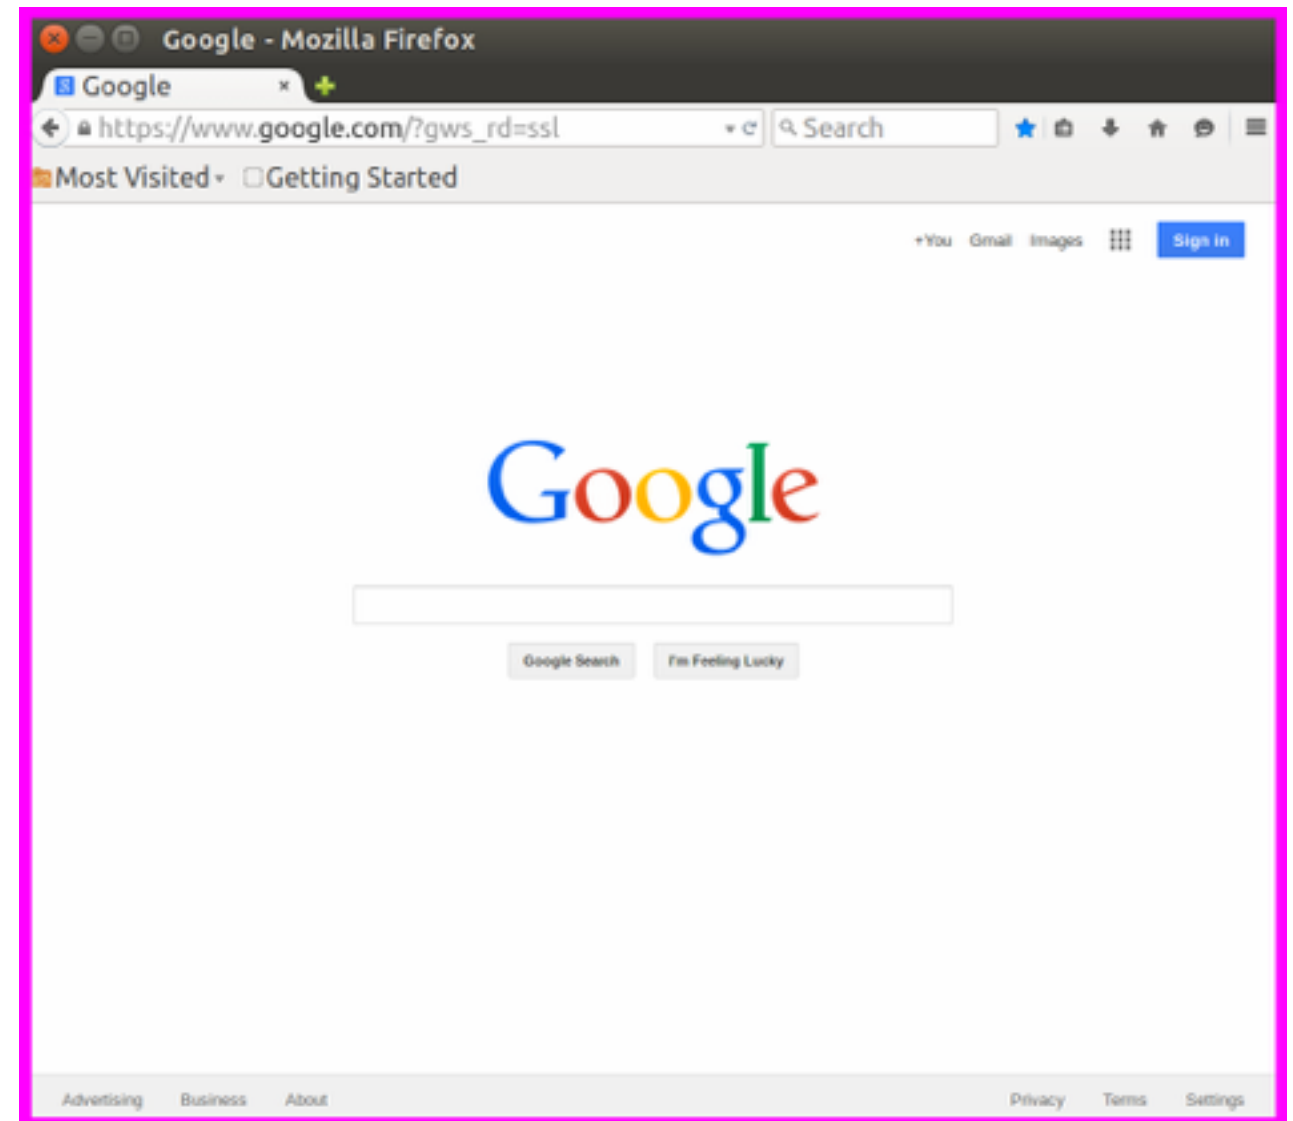 Google - Mozilla Firefox
Google
https://www.google.com/?gws_rd=ssl Search
Most Visited Getting Started
+You Gmail Images Sign in
Google
Google Search I'm Feeling Lucky
Advertising Business About Privacy Terms Settings